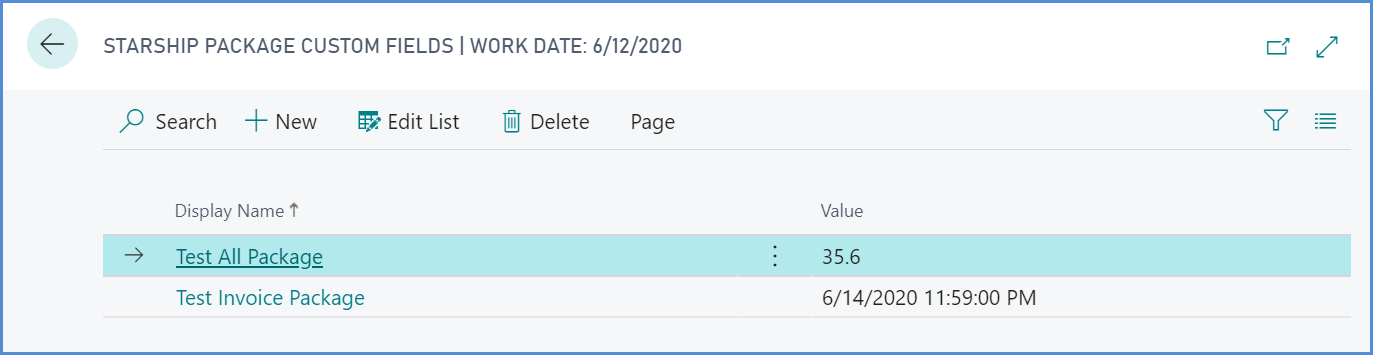 STARSHIP PACKAGE CUSTOM FIELDS | WORK DATE: 6/12/2020
Search New Edit List Delete Page
Display Name ↑ Value
Test All Package 35.6
Test Invoice Package 6/14/2020 11:59:00 PM